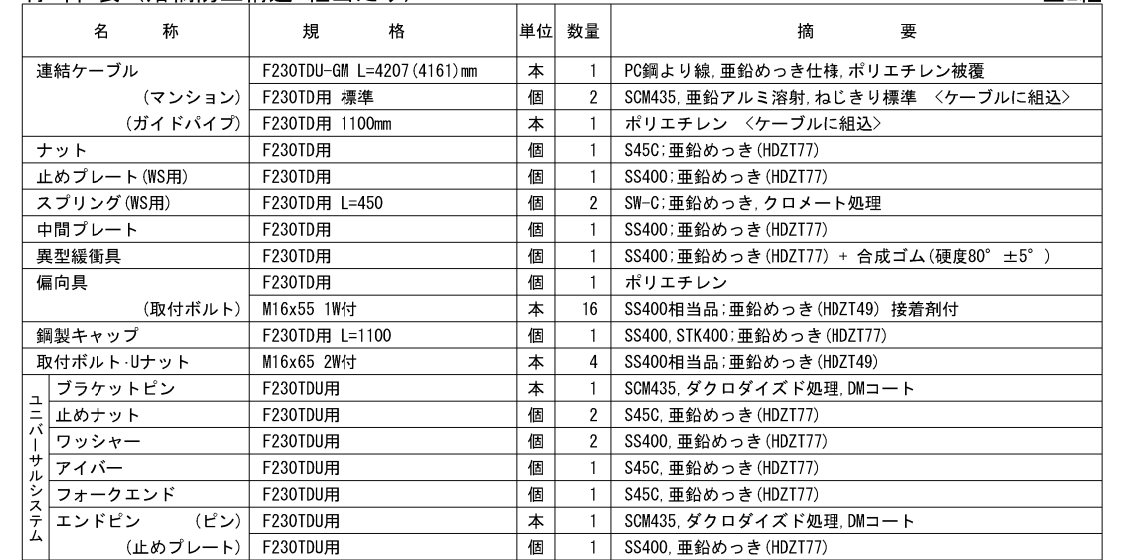 名 称 規 格 単位 数量 摘 要
連結ケーブル F230TDU-GM L=4207(4161)mm 本 1 PC鋼より線,亜鉛めっき仕様,ポリエチレン被覆
(マンション) F230TD用 標準 個 2 SCM435,亜鉛アルミ溶射,ねじきり標準 <ケーブルに組込>
(ガイドパイプ) F230TD用 1100mm 本 1 ポリエチレン <ケーブルに組込>
ナット F230TD用 個 1 S45C;亜鉛めっき(HDZT77)
止めプレート(WS用) F230TD用 個 1 SS400;亜鉛めっき(HDZT77)
スプリング(WS用) F230TD用 L=450 個 2 SW-C;亜鉛めっき,クロメート処理
中間プレート F230TD用 個 1 SS400;亜鉛めっき(HDZT77)
異型緩衝具 F230TD用 個 1 SS400;亜鉛めっき(HDZT77) + 合成ゴム(硬度80° ±5° )
偏向具 F230TD用 個 1 ポリエチレン
(取付ボルト) M16x55 1W付 本 16 SS400相当品;亜鉛めっき(HDZT49) 接着剤付
鋼製キャップ F230TD用 L=1100 個 1 SS400,STK400;亜鉛めっき(HDZT77)
取付ボルト・Uナット M16x65 2W付 本 4 SS400相当品;亜鉛めっき(HDZT49)
ユニバーサルシステム
ブラケットピン F230TDU用 本 1 SCM435,ダクロダイズド処理,DMコート
止めナット F230TDU用 個 2 S45C,亜鉛めっき(HDZT77)
ワッシャー F230TDU用 個 2 SS400,亜鉛めっき(HDZT77)
アイバー F230TDU用 個 1 S45C,亜鉛めっき(HDZT77)
フォークエンド F230TDU用 個 1 S45C,亜鉛めっき(HDZT77)
エンドピン (ピン) F230TDU用 本 1 SCM435,ダクロダイズド処理,DMコート
(止めプレート) F230TDU用 個 1 SS400,亜鉛めっき(HDZT77)